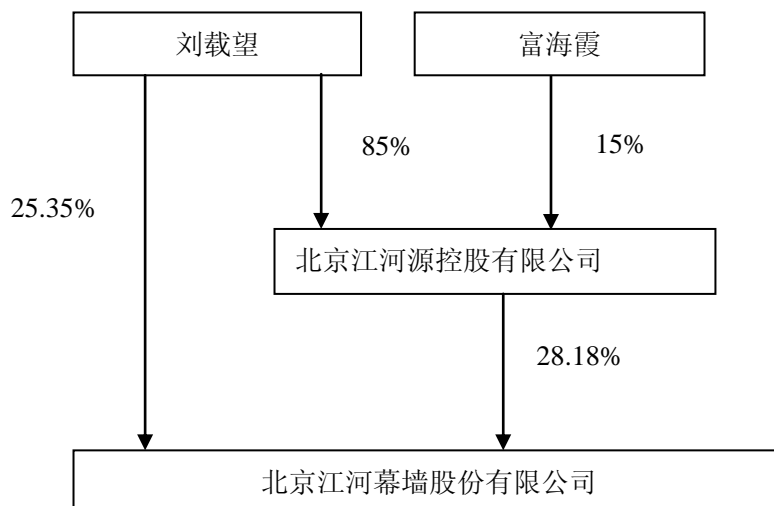 刘载望
富海霞
85%
15%
25.35%
北京江河源控股有限公司
28.18%
北京江河幕墙股份有限公司